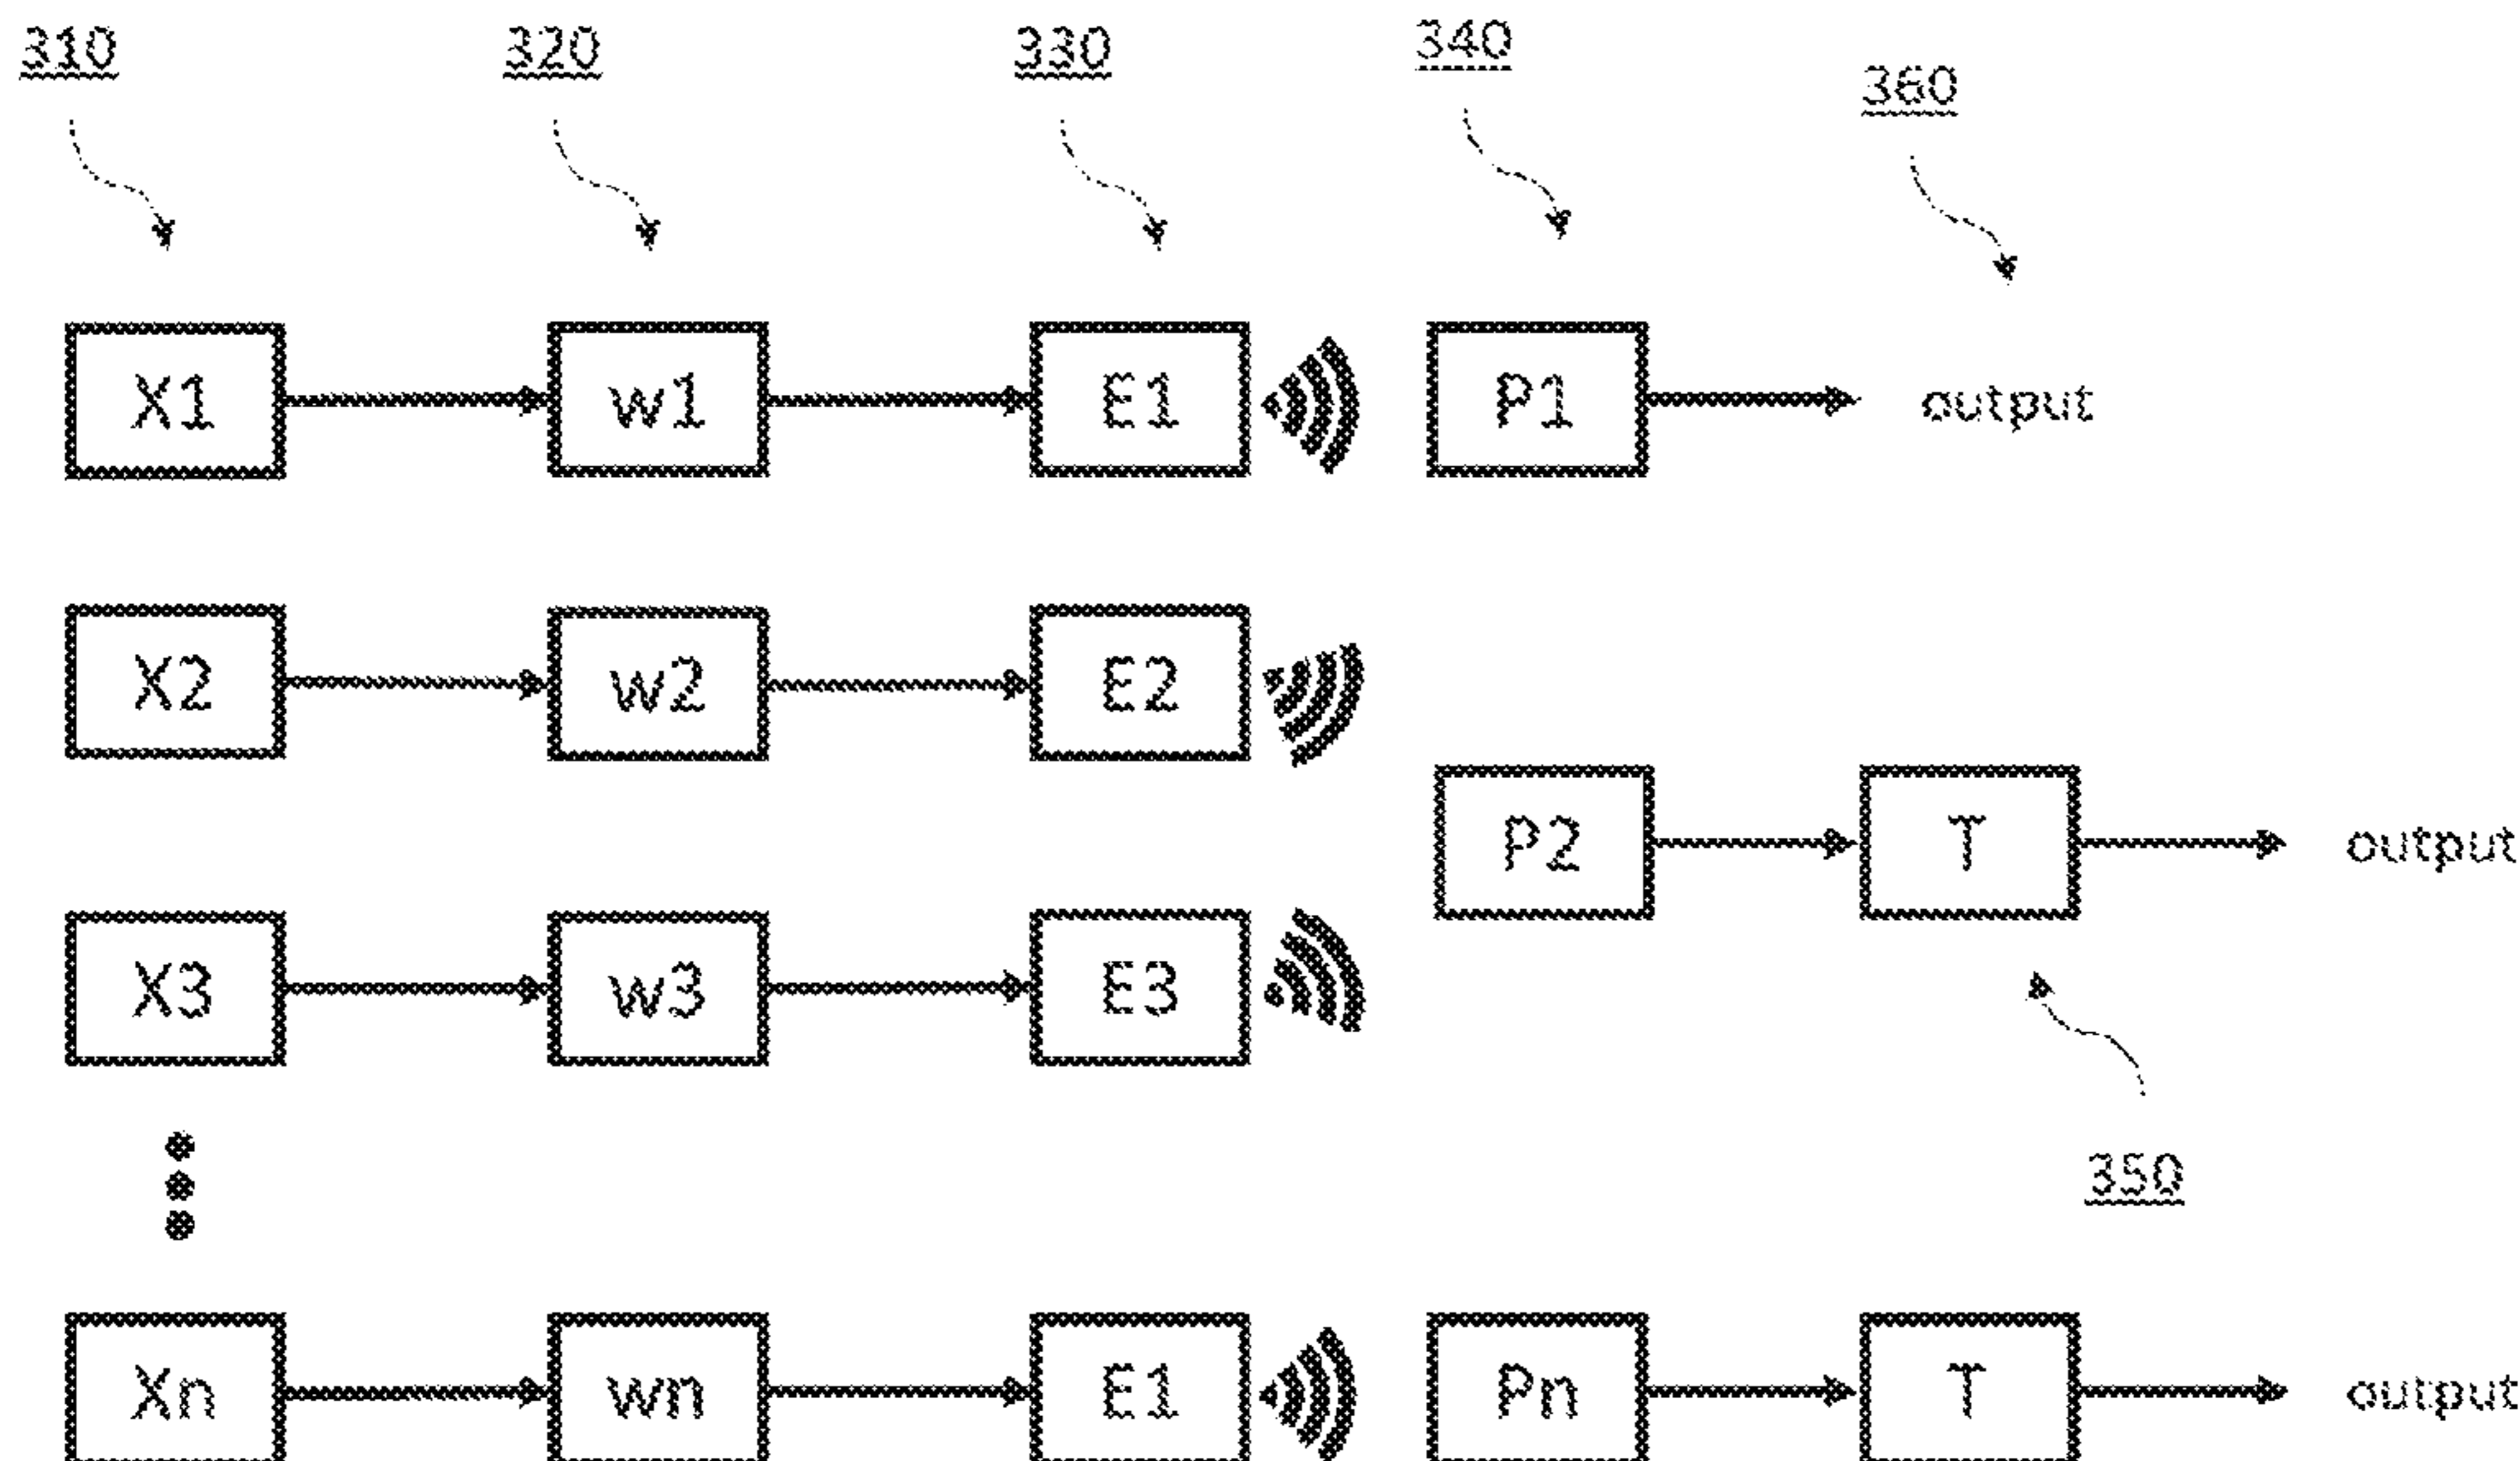 310 320 330 340
360
X1 w1 E1 P1 output
X2 w2 E2
P2 T output
X3 w3 E3
350
Xn wn E1 Pn T output